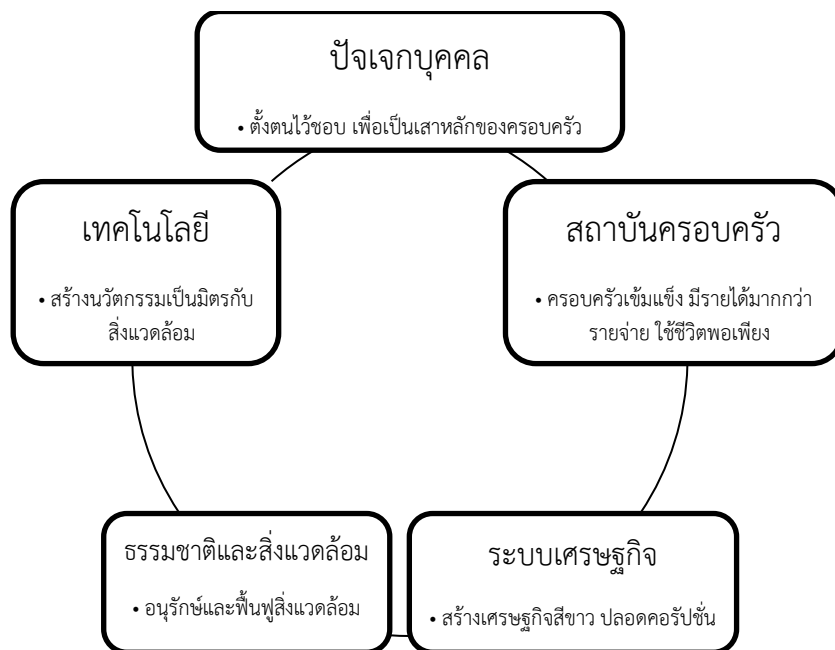 ปัจเจกบุคคล
• ตั้งตนไว้ชอบ เพื่อเป็นเสาหลักของครอบครัว
เทคโนโลยี
• สร้างนวัตกรรมเป็นมิตรกับ
สิ่งแวดล้อม
สถาบันครอบครัว
• ครอบครัวเข้มแข็ง มีรายได้มากกว่า
รายจ่าย ใช้ชีวิตพอเพียง
ธรรมชาติและสิ่งแวดล้อม
• อนุรักษ์และฟื้นฟูสิ่งแวดล้อม
ระบบเศรษฐกิจ
• สร้างเศรษฐกิจสีขาว ปลอดคอรัปชั่น